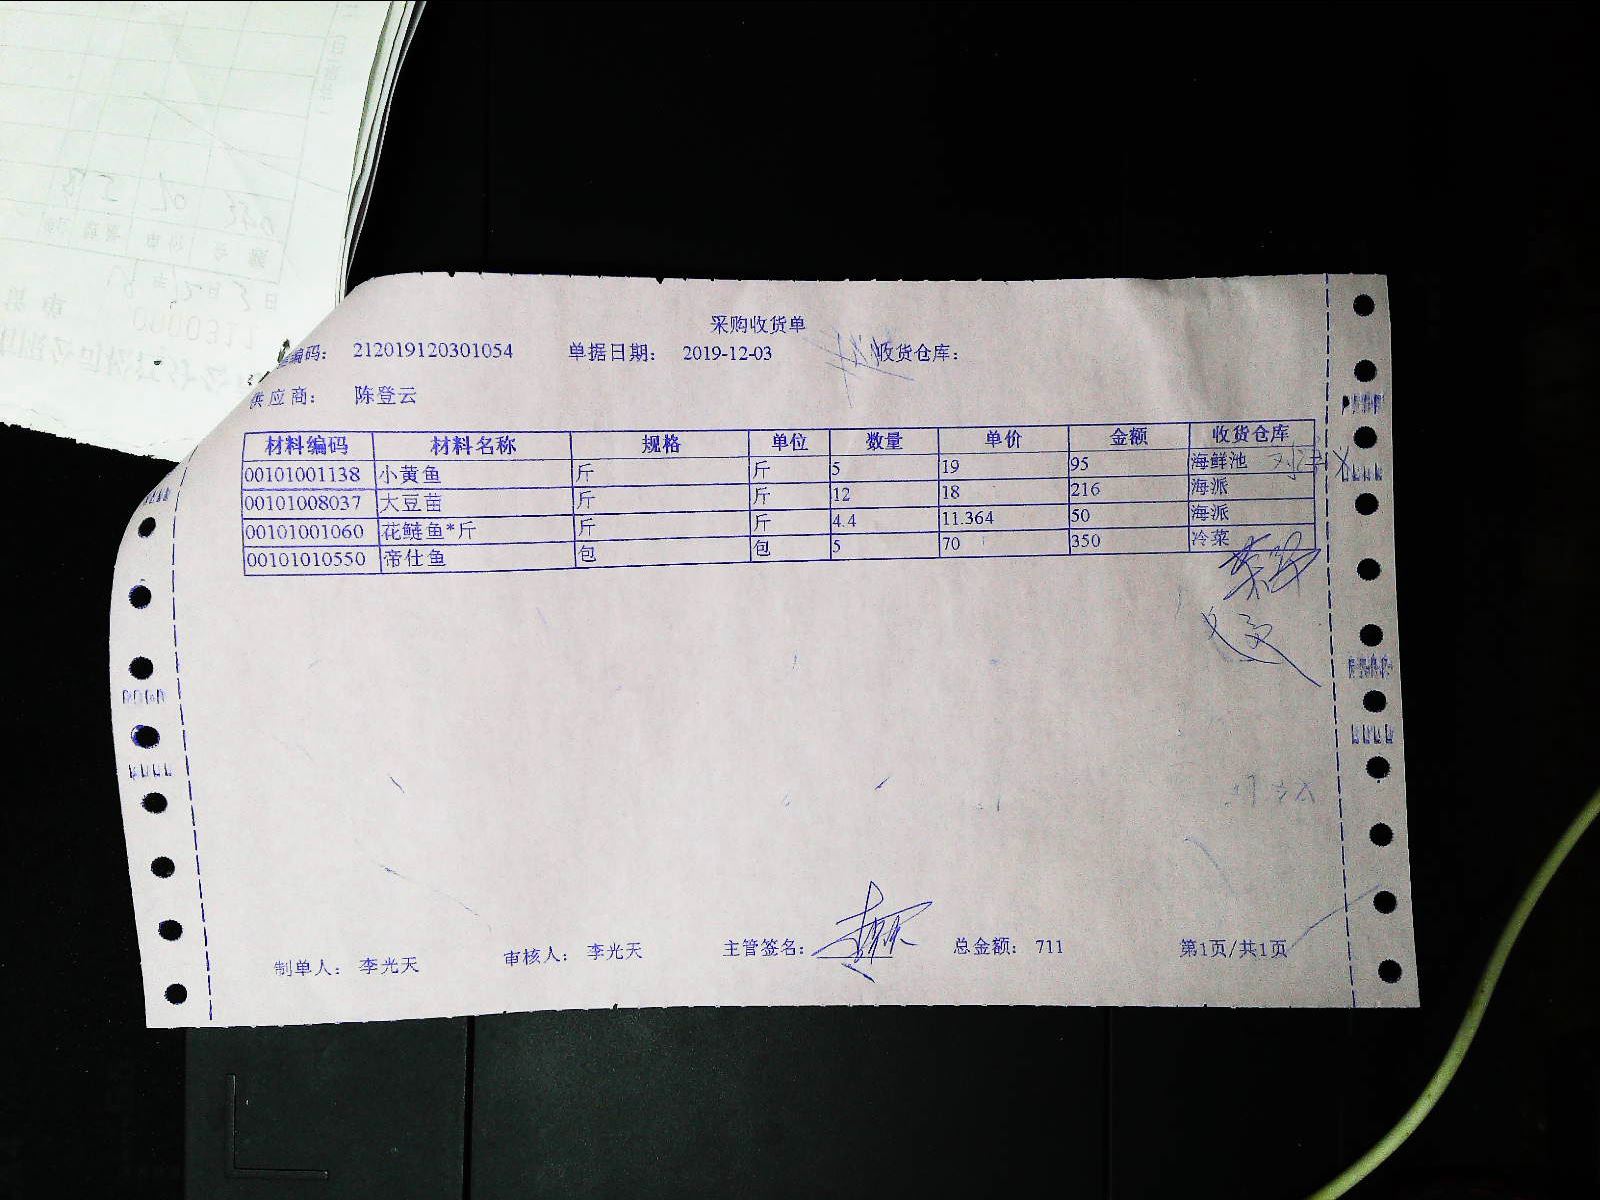 采购收货单
编码： 212019120301054 单据日期： 2019-12-03 收货仓库：
供应商： 陈登云
材料编码 材料名称 规格 单位 数量 单价 金额 收货仓库
00101001138 小黄鱼 斤 斤 5 19 95 海鲜池
00101008037 大豆苗 斤 斤 12 18 216 海派
00101001060 花鲢鱼*斤 斤 斤 4.4 11.364 50 海派
00101010550 帝仕鱼 包 包 5 70 350 冷菜
制单人： 李光天 审核人： 李光天 主管签名： 总金额： 711 第1页/共1页